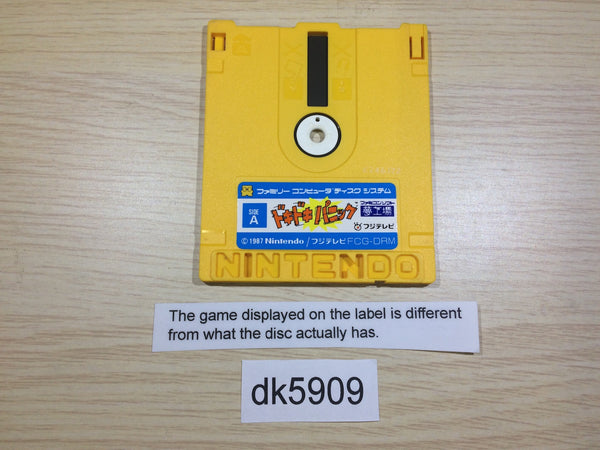 ファミリー コンピュータ ディスク システム
SIDE
A
ドキドキパニック
夢工場
フジテレビ
© 1987 Nintendo / フジテレビ FCG-DRM
NINTENDO
The game displayed on the label is different
from what the disc actually has.
dk5909